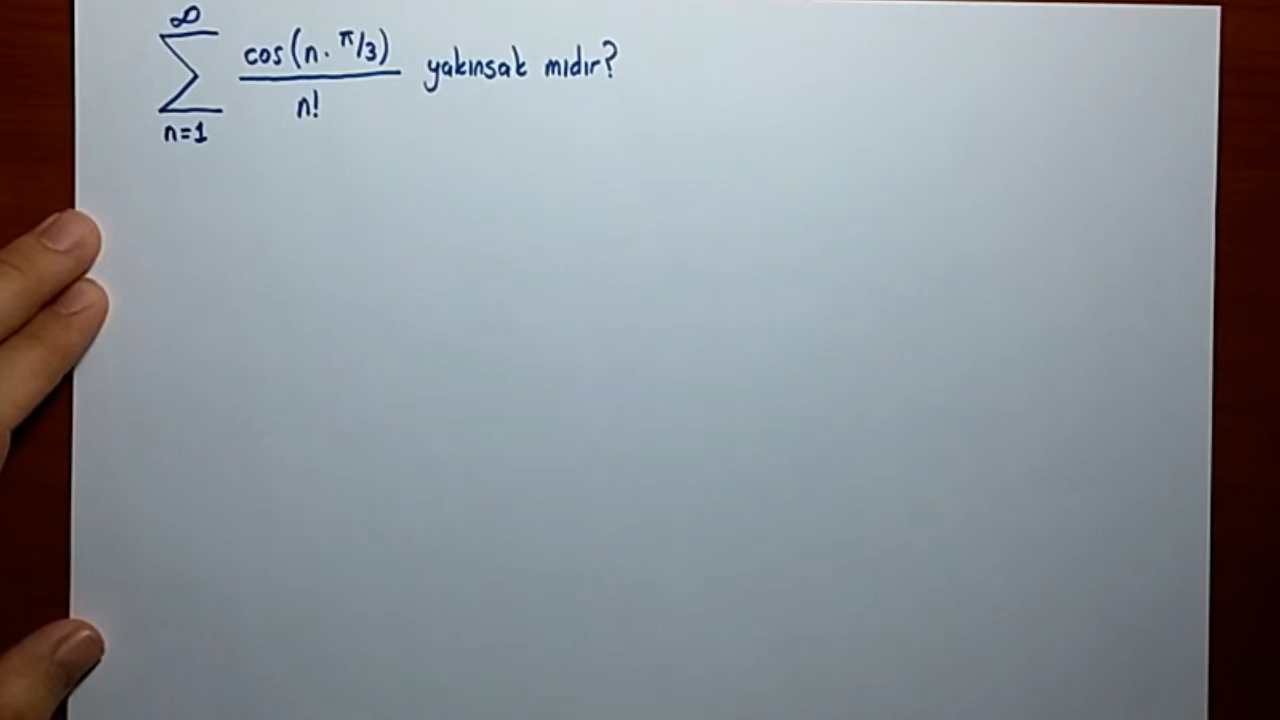 ∞
∑ cos(n · π/3) / n! yakınsak mıdır?
n=1